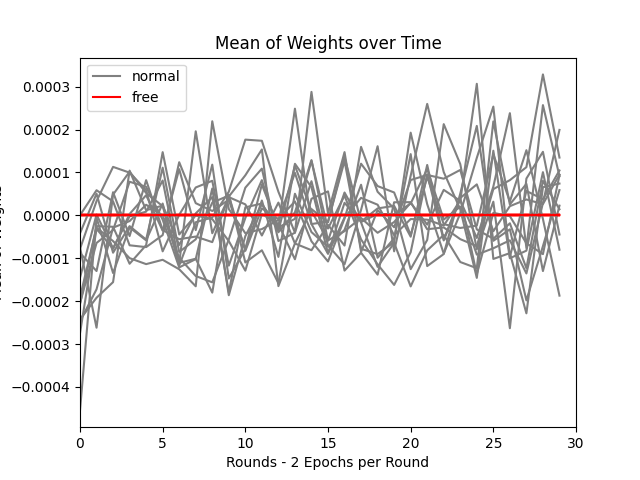 Mean of Weights over Time
normal
free
0.0003
0.0002
0.0001
0.0000
−0.0001
−0.0002
−0.0003
−0.0004
0 5 10 15 20 25 30
Rounds - 2 Epochs per Round